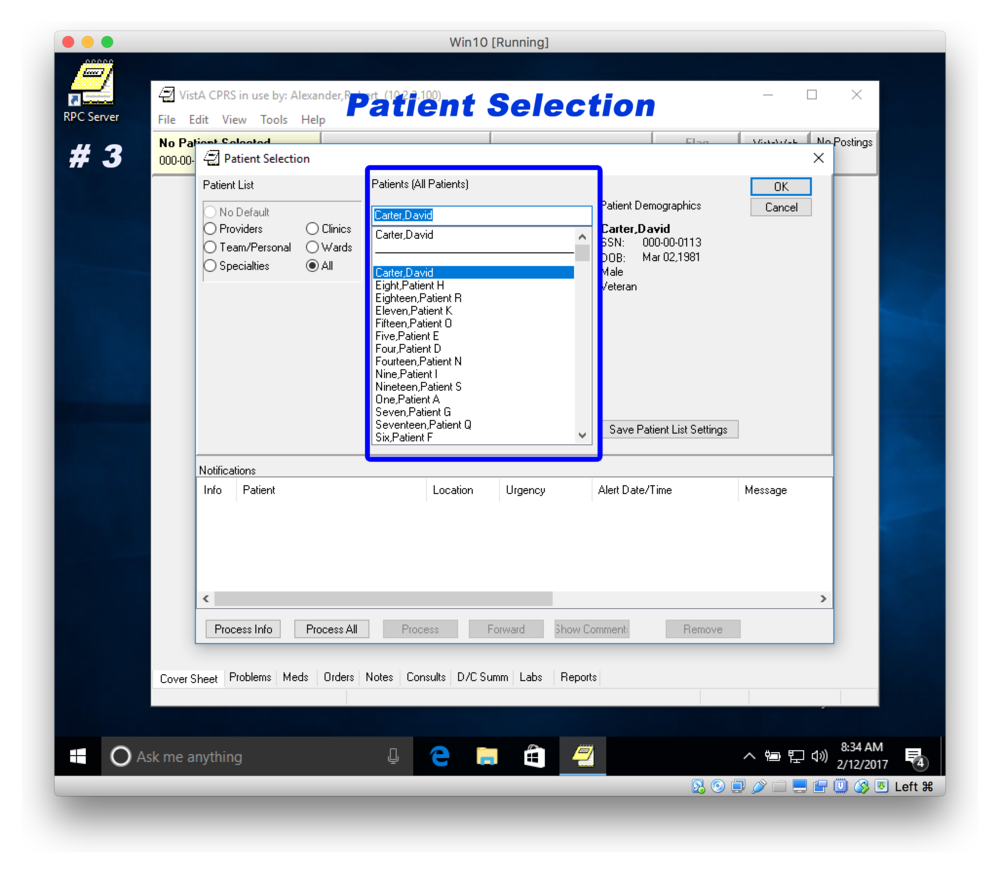 Win10 [Running]
RPC Server
# 3
VistA CPRS in use by: Alexander,R rt (10.2.2.100)
Patient Selection
File Edit View Tools Help
No Patient Selected
Flag
VistaWeb
No Postings
000-00-
Patient Selection
Patient List
No Default
Providers
Clinics
Team/Personal
Wards
Specialties
All
Patients (All Patients)
Carter,David
Carter,David
Carter,David
Eight,Patient H
Eighteen,Patient R
Eleven,Patient K
Fifteen,Patient O
Five,Patient E
Four,Patient D
Fourteen,Patient N
Nine,Patient I
Nineteen,Patient S
One,Patient A
Seven,Patient G
Seventeen,Patient Q
Six,Patient F
Patient Demographics
Carter,David
SSN: 000-00-0113
DOB: Mar 02,1981
Male
Veteran
OK
Cancel
Save Patient List Settings
Notifications
Info Patient Location Urgency Alert Date/Time Message
Process Info Process All Process Forward Show Comment Remove
Cover Sheet Problems Meds Orders Notes Consults D/C Summ Labs Reports
Ask me anything
8:34 AM
2/12/2017
4
Left ⌘